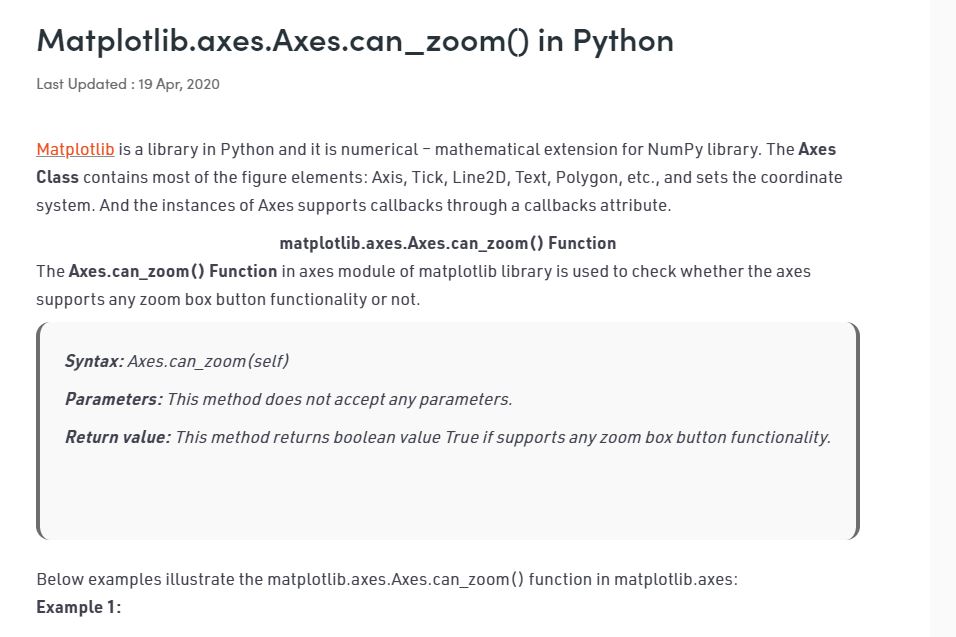 Matplotlib.axes.Axes.can_zoom() in Python
Last Updated : 19 Apr, 2020
Matplotlib is a library in Python and it is numerical – mathematical extension for NumPy library. The Axes
Class contains most of the figure elements: Axis, Tick, Line2D, Text, Polygon, etc., and sets the coordinate
system. And the instances of Axes supports callbacks through a callbacks attribute.
matplotlib.axes.Axes.can_zoom() Function
The Axes.can_zoom() Function in axes module of matplotlib library is used to check whether the axes
supports any zoom box button functionality or not.
Syntax: Axes.can_zoom(self)
Parameters: This method does not accept any parameters.
Return value: This method returns boolean value True if supports any zoom box button functionality.
Below examples illustrate the matplotlib.axes.Axes.can_zoom() function in matplotlib.axes:
Example 1: